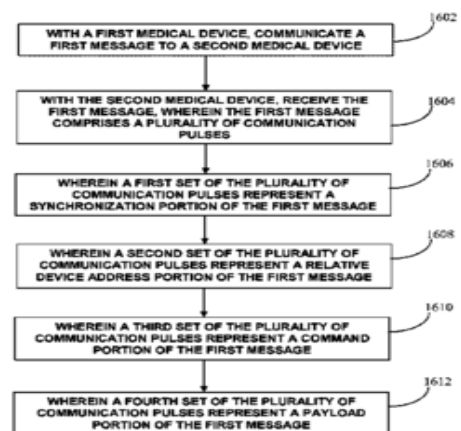 1602
WITH A FIRST MEDICAL DEVICE, COMMUNICATE A
FIRST MESSAGE TO A SECOND MEDICAL DEVICE
1604
WITH THE SECOND MEDICAL DEVICE, RECEIVE THE
FIRST MESSAGE, WHEREIN THE FIRST MESSAGE
COMPRISES A PLURALITY OF COMMUNICATION
PULSES
1606
WHEREIN A FIRST SET OF THE PLURALITY OF
COMMUNICATION PULSES REPRESENT A
SYNCHRONIZATION PORTION OF THE FIRST MESSAGE
1608
WHEREIN A SECOND SET OF THE PLURALITY OF
COMMUNICATION PULSES REPRESENT A RELATIVE
DEVICE ADDRESS PORTION OF THE FIRST MESSAGE
1610
WHEREIN A THIRD SET OF THE PLURALITY OF
COMMUNICATION PULSES REPRESENT A COMMAND
PORTION OF THE FIRST MESSAGE
1612
WHEREIN A FOURTH SET OF THE PLURALITY OF
COMMUNICATION PULSES REPRESENT A PAYLOAD
PORTION OF THE FIRST MESSAGE